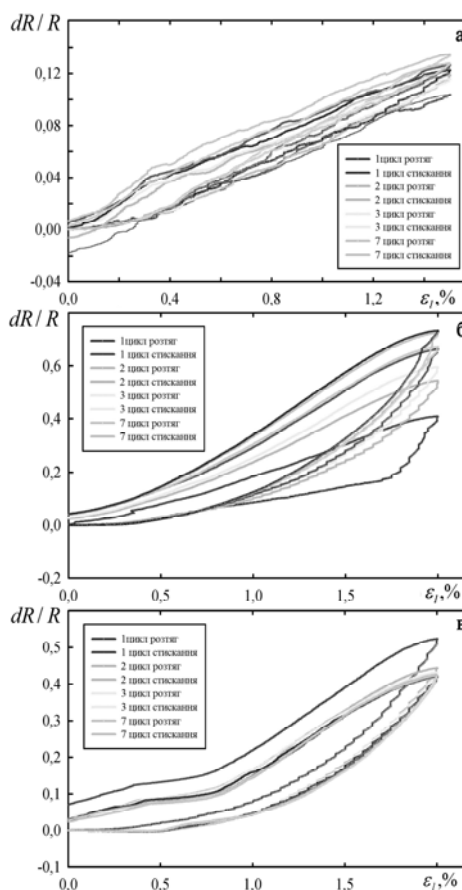 dR/R
а
0,12
0,08
0,04
0,00
-0,04
1цикл розтяг
1 цикл стискання
2 цикл розтяг
2 цикл стискання
3 цикл розтяг
3 цикл стискання
7 цикл розтяг
7 цикл стискання
0,0 0,4 0,8 1,2 εl,%
dR/R
б
0,6
0,4
0,2
0,0
-0,2
1цикл розтяг
1 цикл стискання
2 цикл розтяг
2 цикл стискання
3 цикл розтяг
3 цикл стискання
7 цикл розтяг
7 цикл стискання
0,0 0,5 1,0 1,5 εl,%
dR/R
в
0,5
0,4
0,3
0,2
0,1
0,0
-0,1
1цикл розтяг
1 цикл стискання
2 цикл розтяг
2 цикл стискання
3 цикл розтяг
3 цикл стискання
7 цикл розтяг
7 цикл стискання
0,0 0,5 1,0 1,5 εl,%